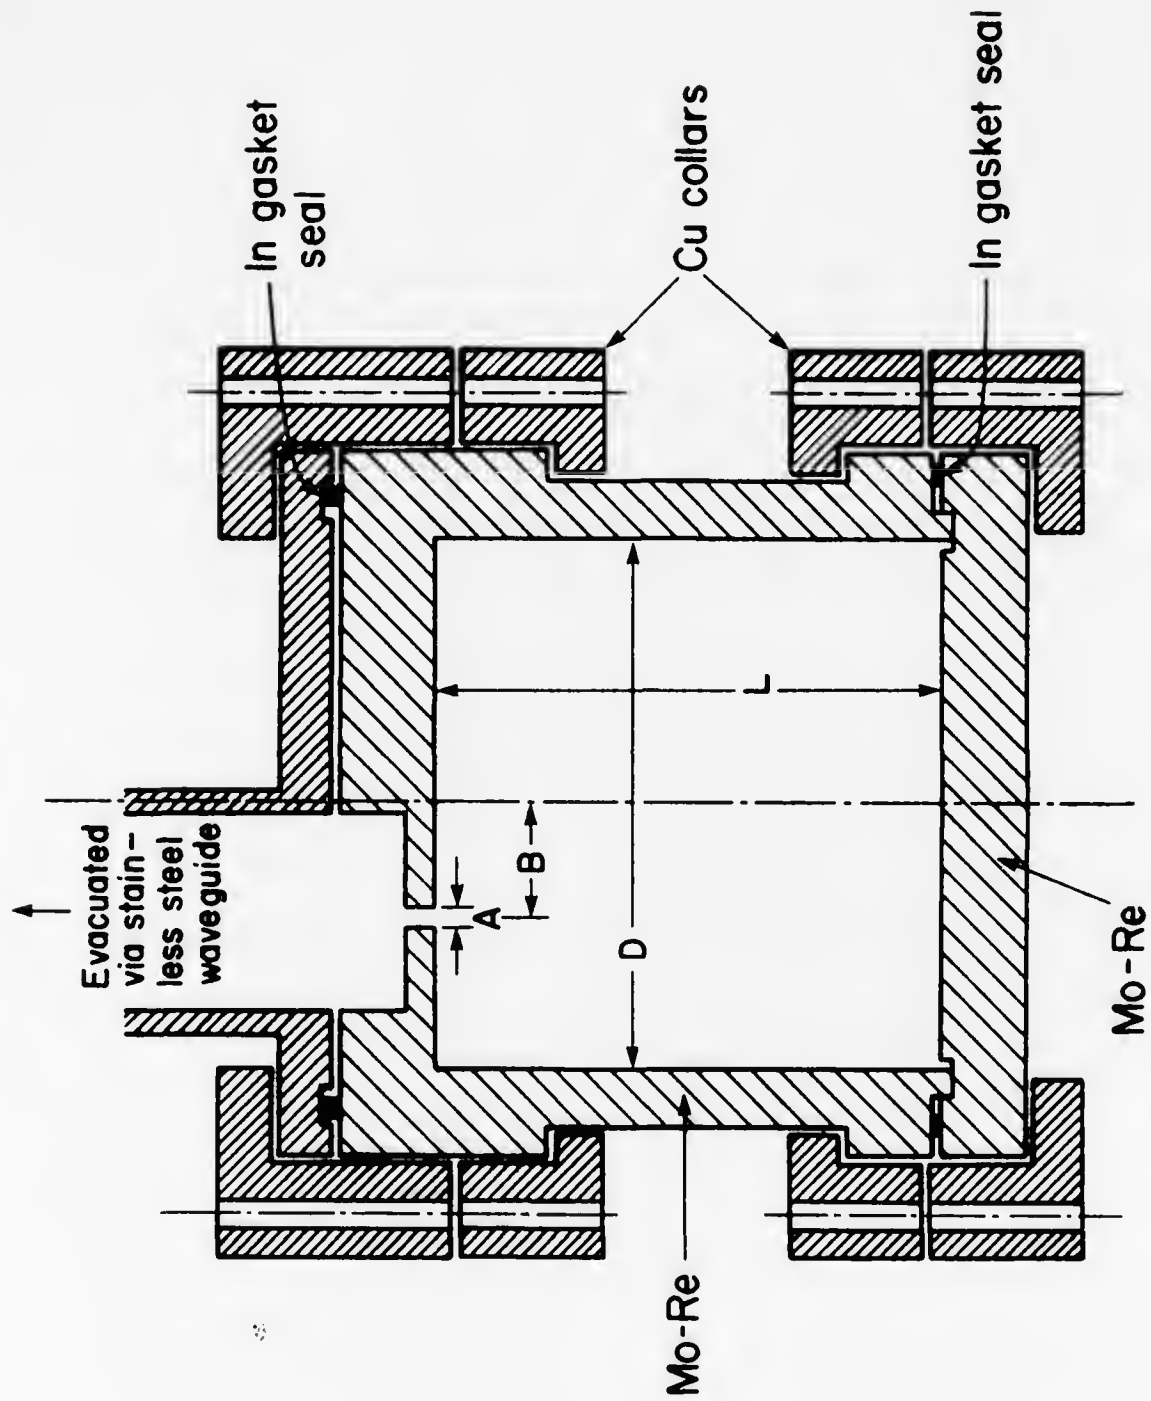 Evacuated
via stain-
less steel
waveguide
In gasket
seal
Cu collars
In gasket seal
A
B
D
L
Mo-Re
Mo-Re